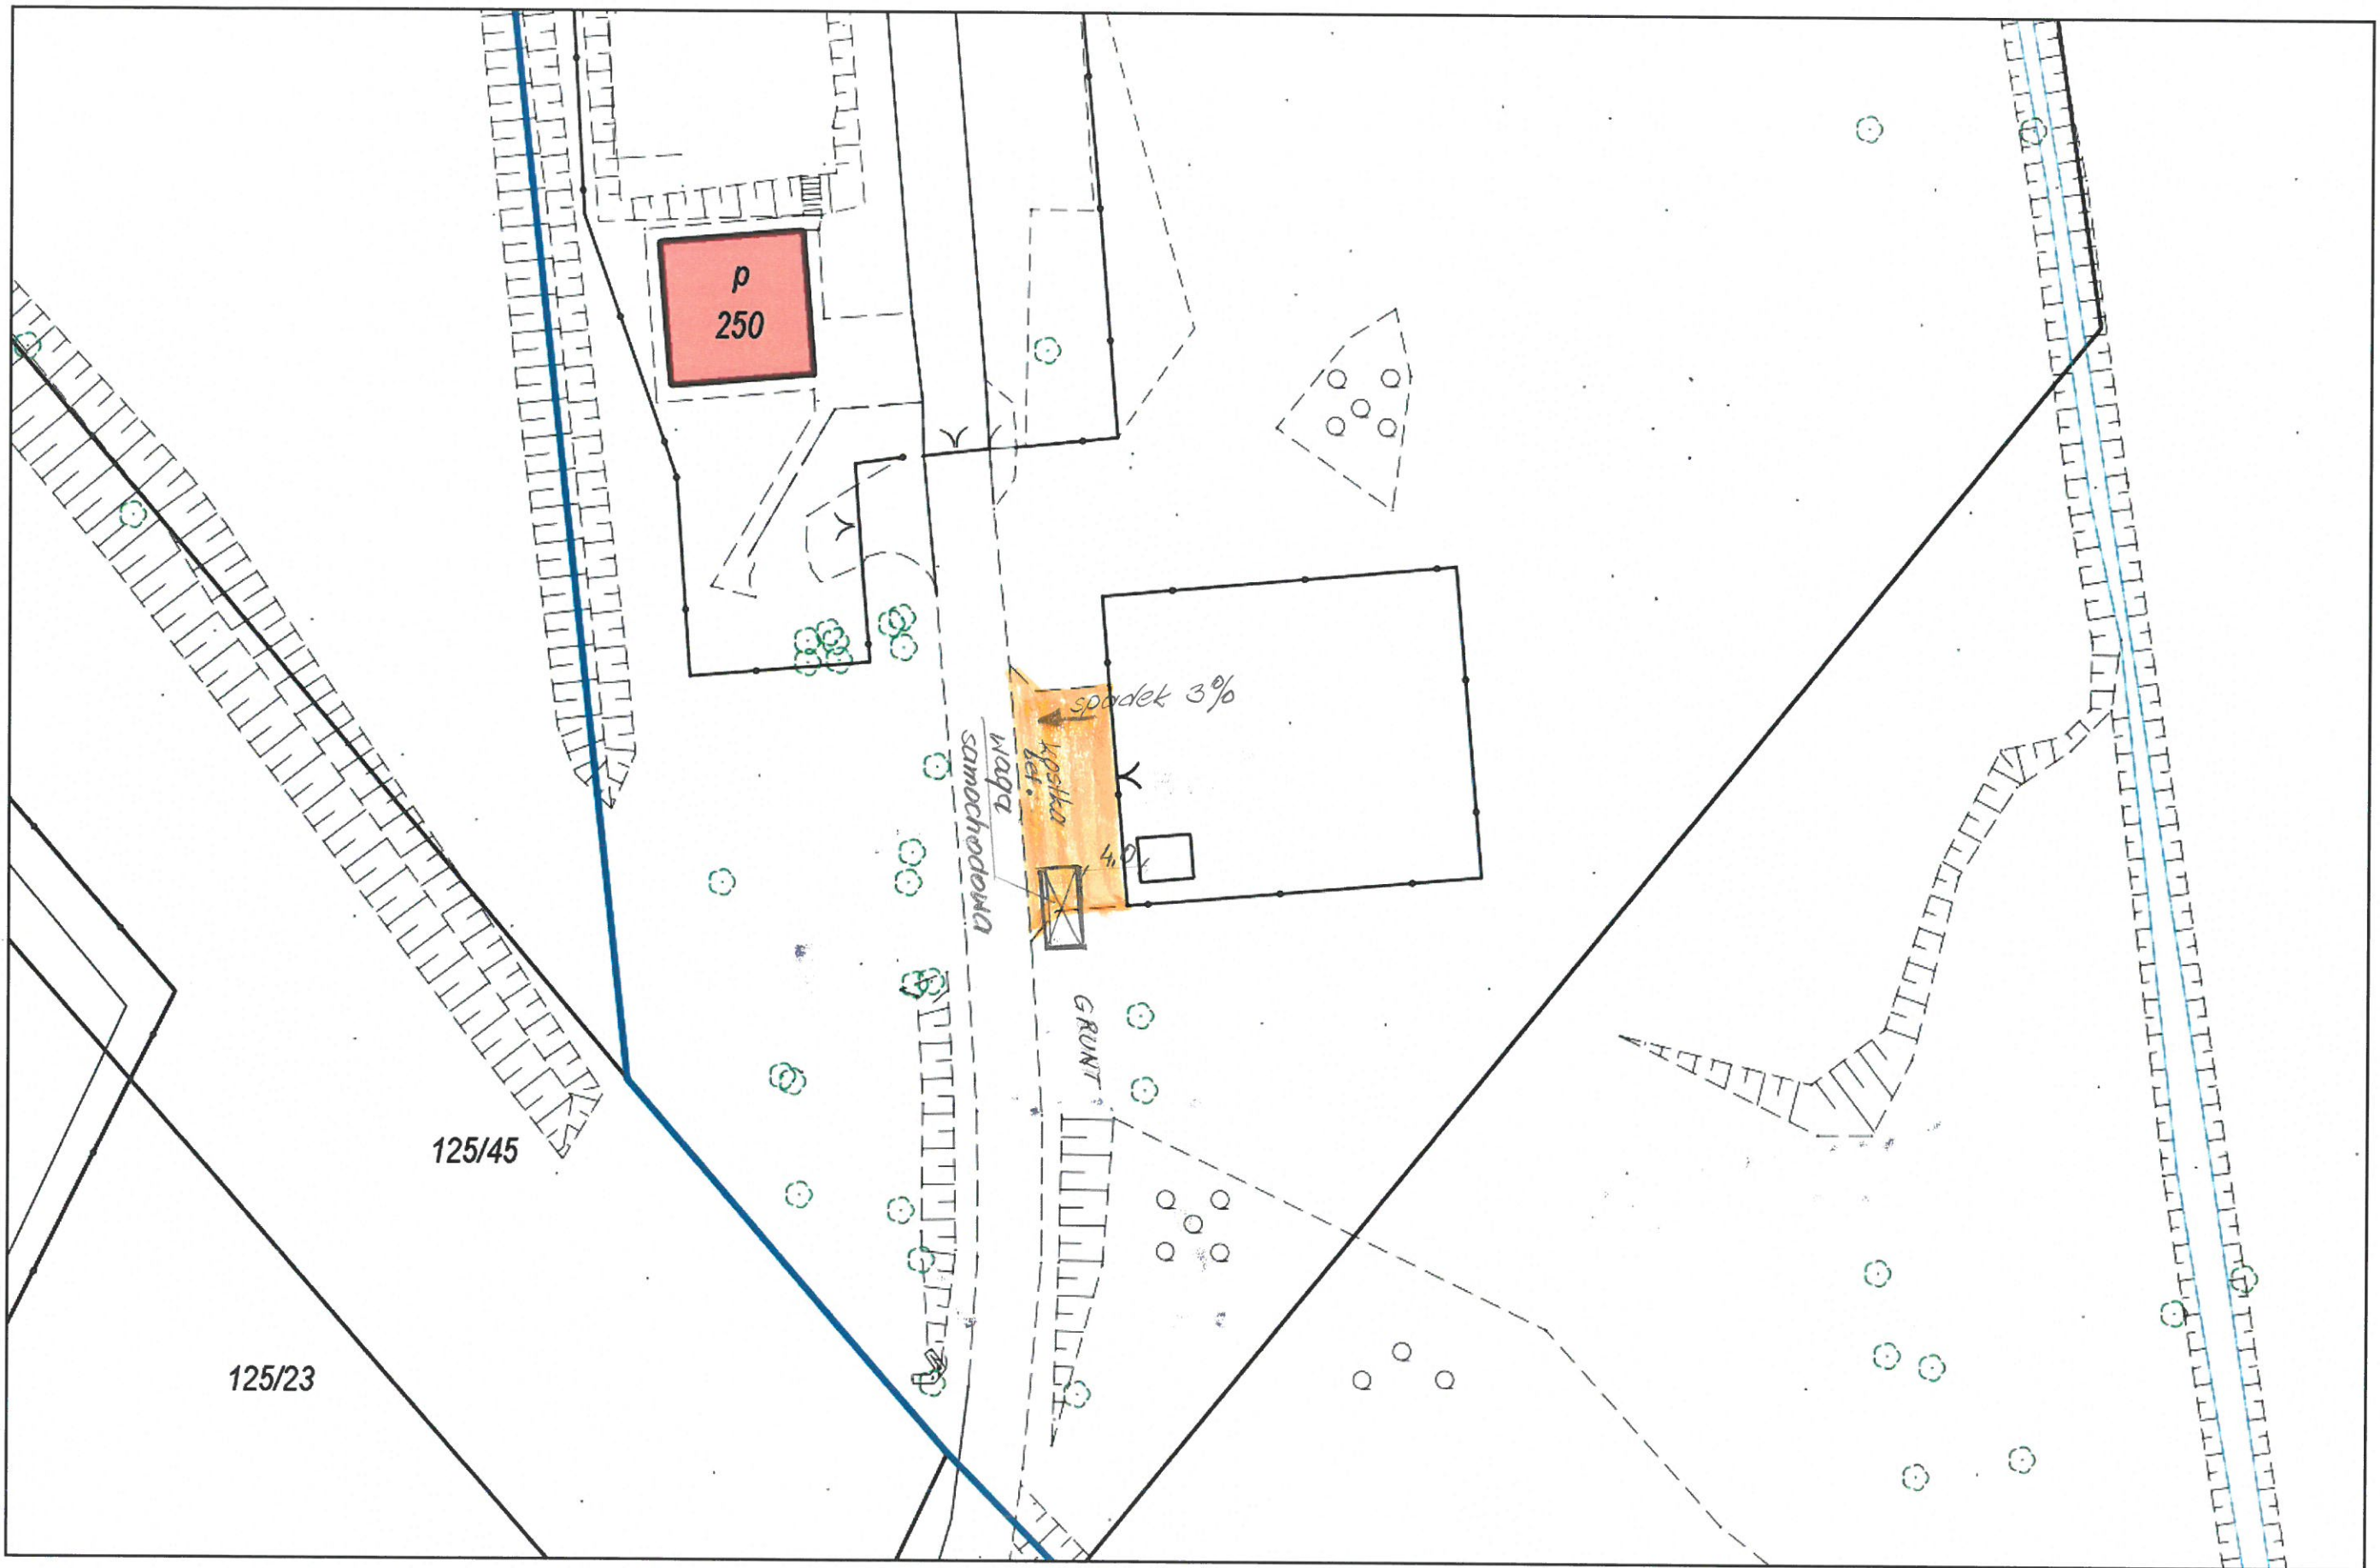 p
250
spadek 3%
kostka
bet.
waga
samochodowa
4,0
GRUNT
125/45
125/23